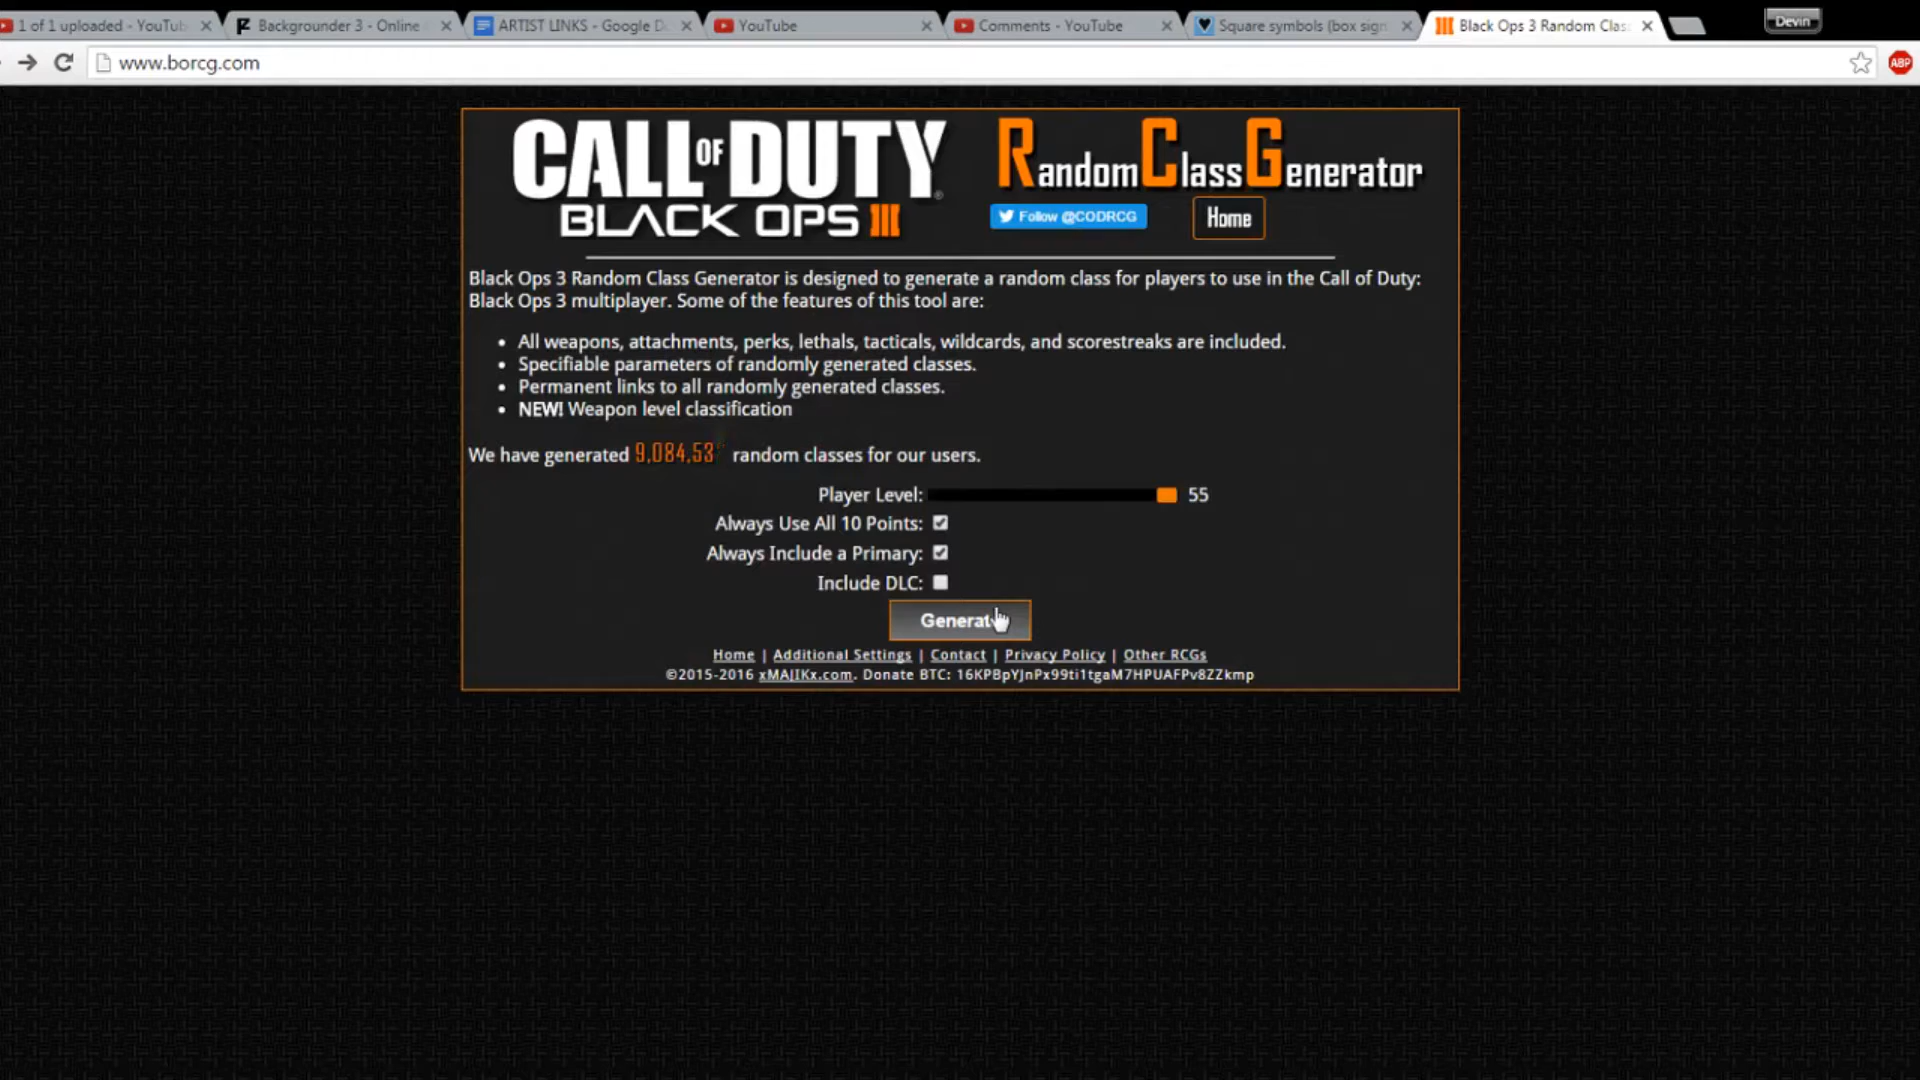 1 of 1 uploaded - YouTub
Backgrounder 3 - Online
ARTIST LINKS - Google D
YouTube
Comments - YouTube
Square symbols (box sign
Black Ops 3 Random Clas
Devin
www.borcg.com
ABP
CALL OF DUTY
BLACK OPS III
RandomClassGenerator
Follow @CODRCG
Home
Black Ops 3 Random Class Generator is designed to generate a random class for players to use in the Call of Duty:
Black Ops 3 multiplayer. Some of the features of this tool are:
• All weapons, attachments, perks, lethals, tacticals, wildcards, and scorestreaks are included.
• Specifiable parameters of randomly generated classes.
• Permanent links to all randomly generated classes.
• NEW! Weapon level classification
We have generated 9,084,53 random classes for our users.
Player Level: 55
Always Use All 10 Points:
Always Include a Primary:
Include DLC:
Generat
Home | Additional Settings | Contact | Privacy Policy | Other RCGs
©2015-2016 xMAJIKx.com. Donate BTC: 16KPBpYJnPx99ti1tgaM7HPUAFPv8ZZkmp